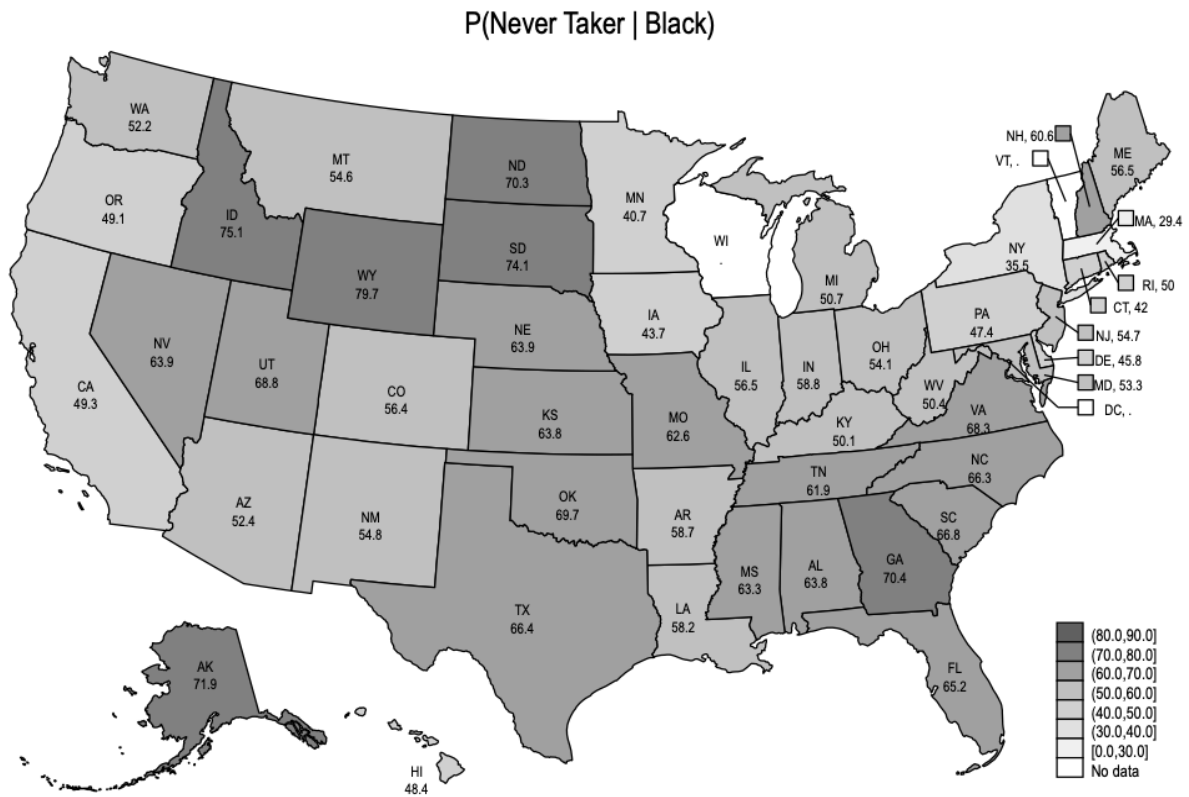 P(Never Taker | Black)
WA
52.2
OR
49.1
CA
49.3
ID
75.1
NV
63.9
MT
54.6
WY
79.7
UT
68.8
AZ
52.4
CO
56.4
NM
54.8
ND
70.3
SD
74.1
NE
63.9
KS
63.8
OK
69.7
TX
66.4
MN
40.7
IA
43.7
MO
62.6
AR
58.7
LA
58.2
WI
.
IL
56.5
MI
50.7
IN
58.8
OH
54.1
KY
50.1
TN
61.9
MS
63.3
AL
63.8
GA
70.4
FL
65.2
SC
66.8
NC
66.3
VA
68.3
WV
50.4
PA
47.4
NY
35.5
ME
56.5
NH, 60.6
VT, .
MA, 29.4
RI, 50
CT, 42
NJ, 54.7
DE, 45.8
MD, 53.3
DC, .
AK
71.9
HI
48.4
(80.0,90.0]
(70.0,80.0]
(60.0,70.0]
(50.0,60.0]
(40.0,50.0]
(30.0,40.0]
[0.0,30.0]
No data